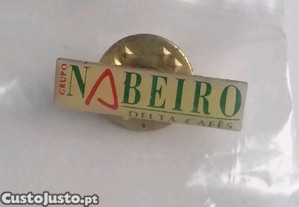 GRUPO
NABEIRO
DELTA CAFÉS
CustoJusto.pt